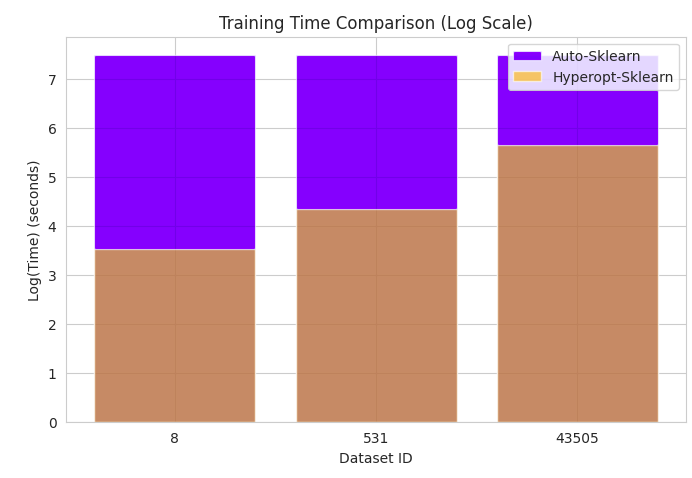 Training Time Comparison (Log Scale)
Auto-Sklearn
Hyperopt-Sklearn
Log(Time) (seconds)
7
6
5
4
3
2
1
0
8 531 43505
Dataset ID